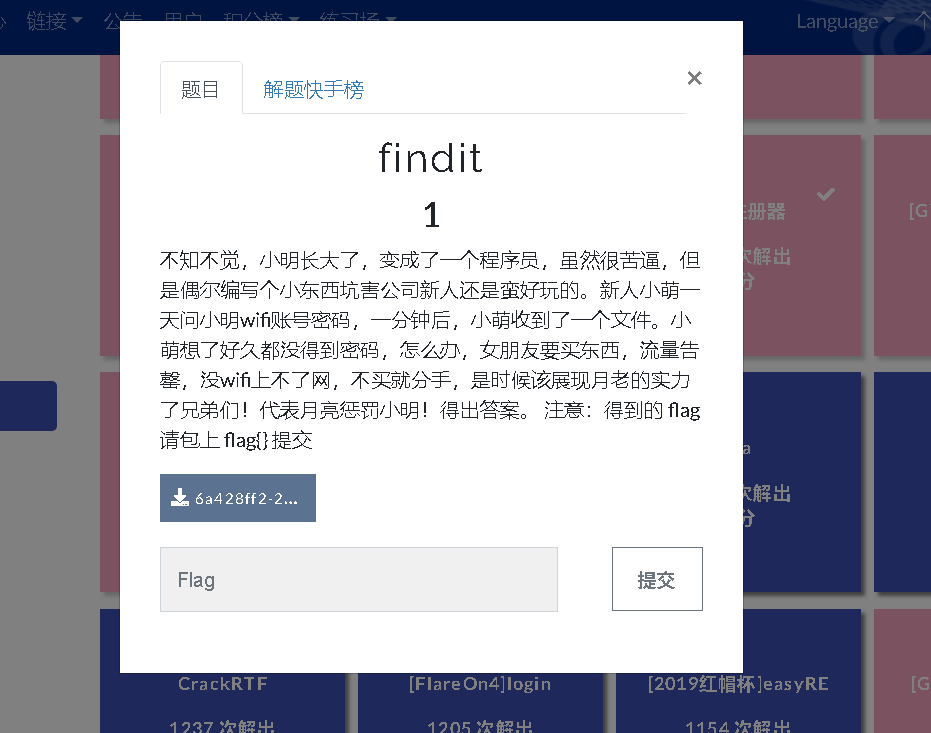 链接 公告 用户 积分榜 练习场 Language 个
题目 解题快手榜 ×
findit
1
不知不觉，小明长大了，变成了一个程序员，虽然很苦逼，但
是偶尔编写个小东西坑害公司新人还是蛮好玩的。新人小萌一
天问小明wifi账号密码，一分钟后，小萌收到了一个文件。小
萌想了好久都没得到密码，怎么办，女朋友要买东西，流量告
罄，没wifi上不了网，不买就分手，是时候该展现月老的实力
了兄弟们！代表月亮惩罚小明！得出答案。 注意：得到的 flag
请包上 flag{} 提交
6a428ff2-2...
Flag
提交
册器
[G
次解出
分
a
次解出
分
CrackRTF
[FlareOn4]login
[2019红帽杯]easyRE
[G
1237 次解出
1205 次解出
1154 次解出